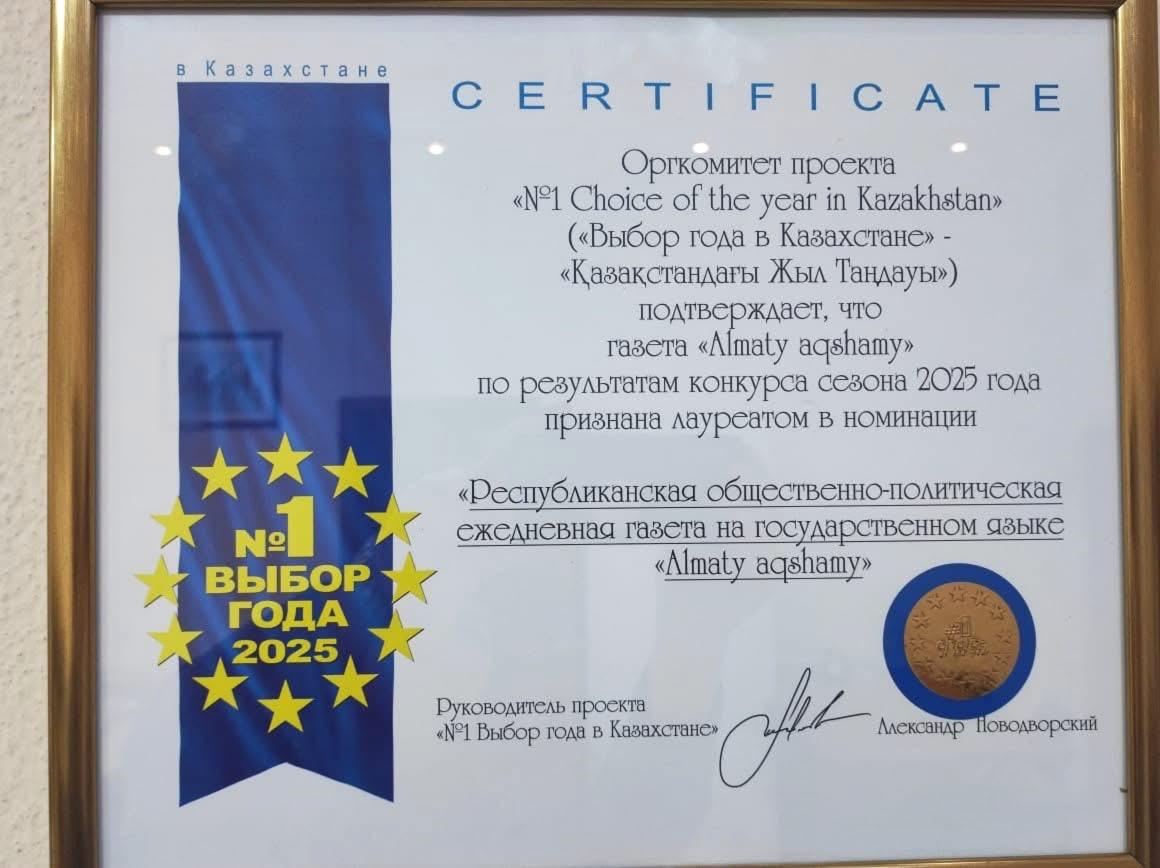 в Казахстане
CERTIFICATE
Оргкомитет проекта
«№1 Choice of the year in Kazakhstan»
(«Выбор года в Казахстане» -
«Қазақстандағы Жыл Таңдауы»)
подтверждает, что
газета «Almaty aqshamy»
по результатам конкурса сезона 2025 года
признана лауреатом в номинации
«Республиканская общественно-политическая
ежедневная газета на государственном языке
«Almaty aqshamy»
№1
ВЫБОР
ГОДА
2025
Руководитель проекта
«№1 Выбор года в Казахстане»
Александр Новодворский